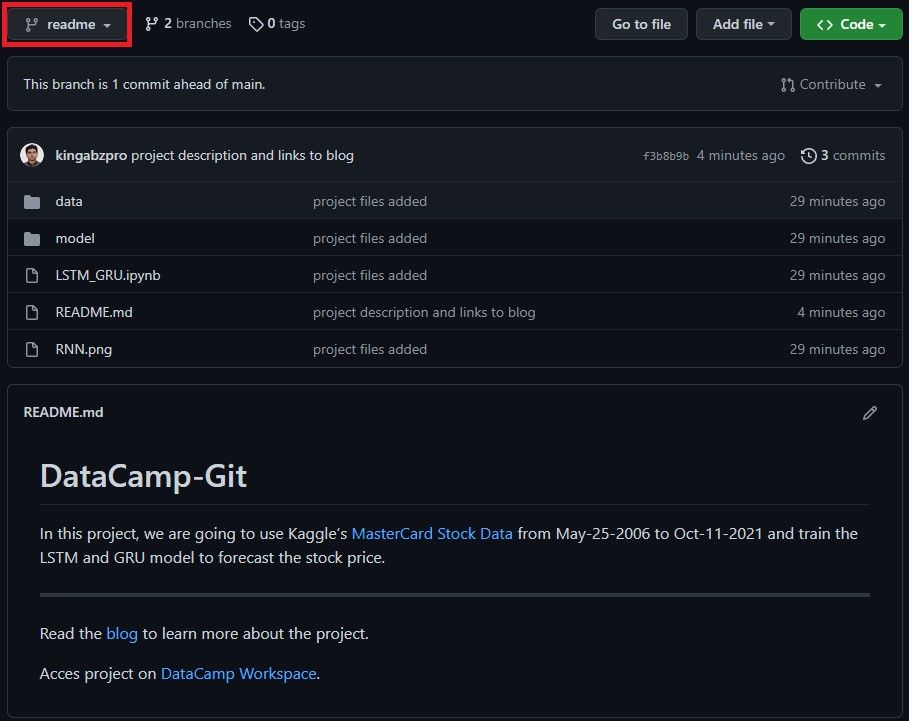 readme 2 branches 0 tags Go to file Add file <> Code
This branch is 1 commit ahead of main. Contribute
kingabzpro project description and links to blog f3b8b9b 4 minutes ago 3 commits
data project files added 29 minutes ago
model project files added 29 minutes ago
LSTM_GRU.ipynb project files added 29 minutes ago
README.md project description and links to blog 4 minutes ago
RNN.png project files added 29 minutes ago
README.md
DataCamp-Git
In this project, we are going to use Kaggle's MasterCard Stock Data from May-25-2006 to Oct-11-2021 and train the
LSTM and GRU model to forecast the stock price.
Read the blog to learn more about the project.
Acces project on DataCamp Workspace.